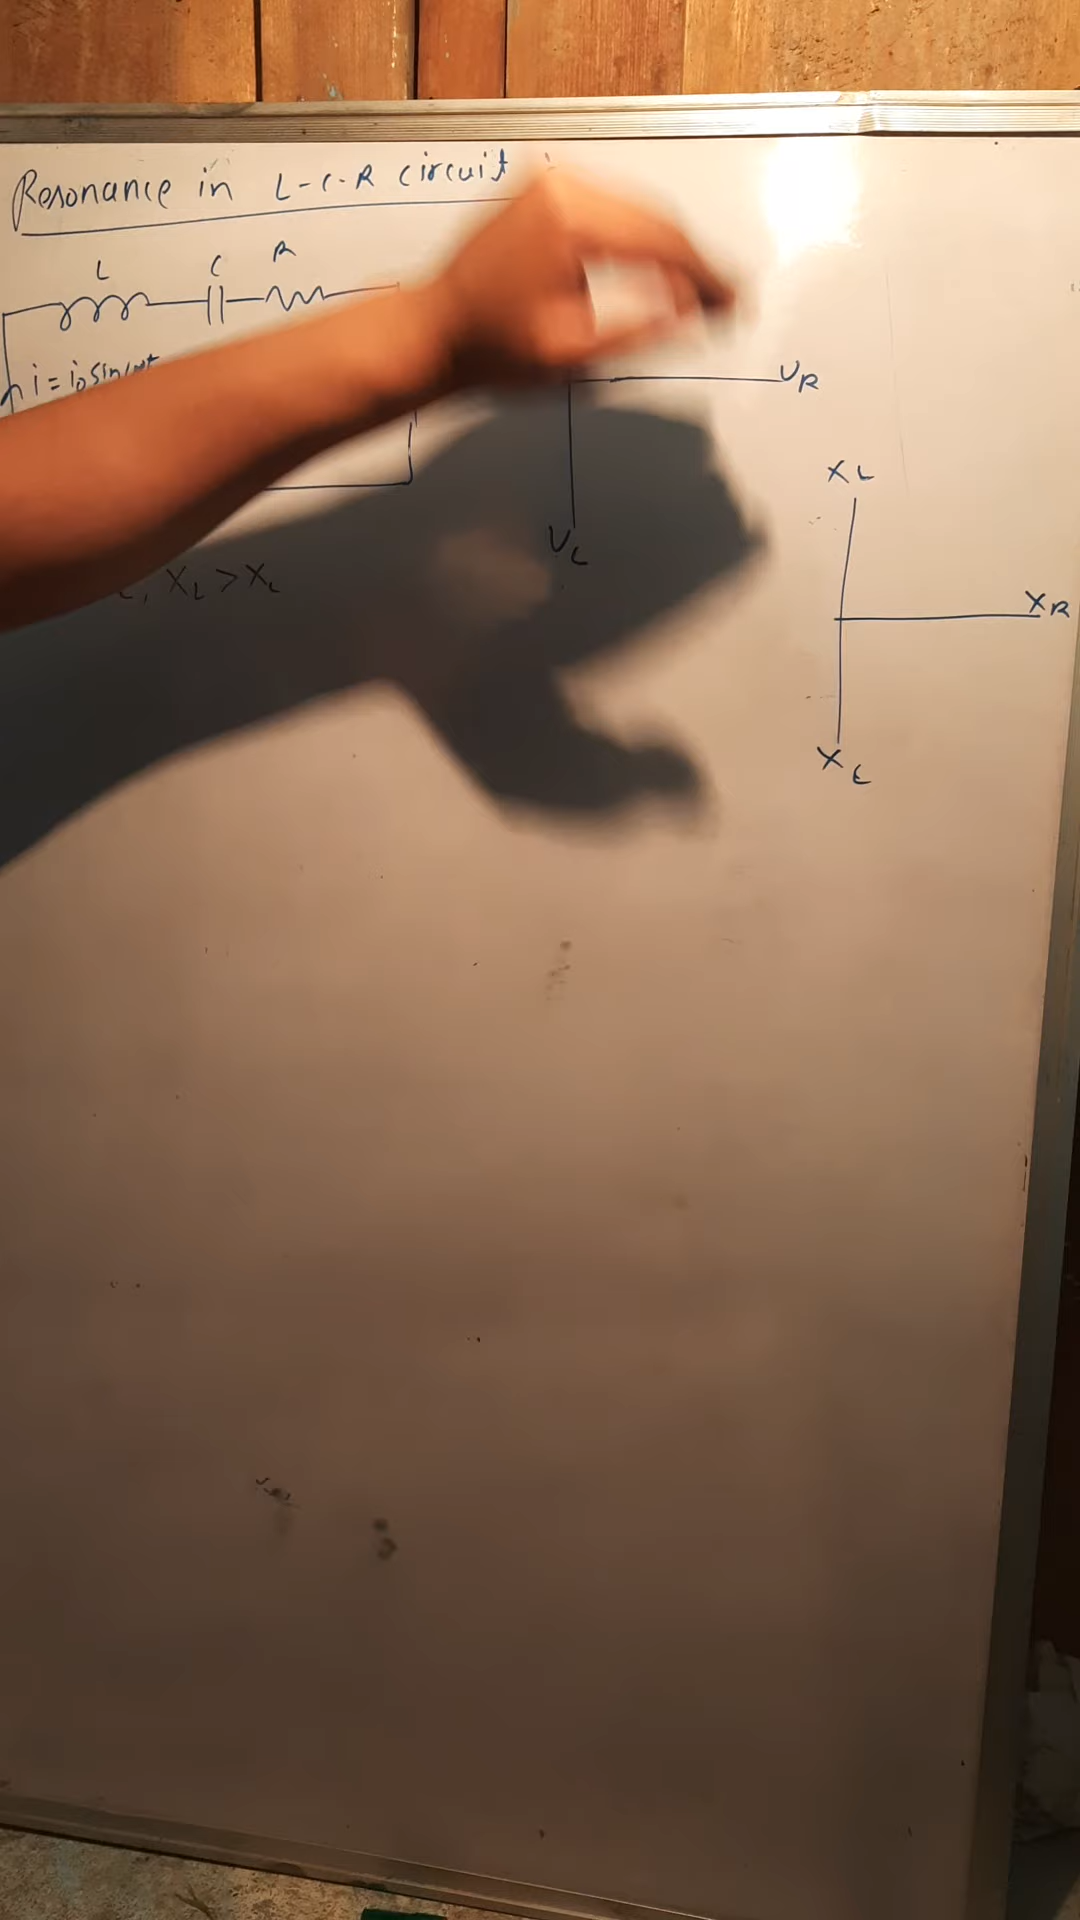 Resonance in L-C-R circuit
L C R
i = i₀ sinωt
V_R
V_C
X_L > X_C
X_L
X_R
X_C